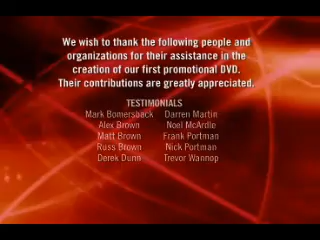 We wish to thank the following people and
organizations for their assistance in the
creation of our first promotional DVD.
Their contributions are greatly appreciated.
TESTIMONIALS
Mark Bomersback Darren Martin
Alex Brown Noel McArdle
Matt Brown Frank Portman
Russ Brown Nick Portman
Derek Dunn Trevor Wannop